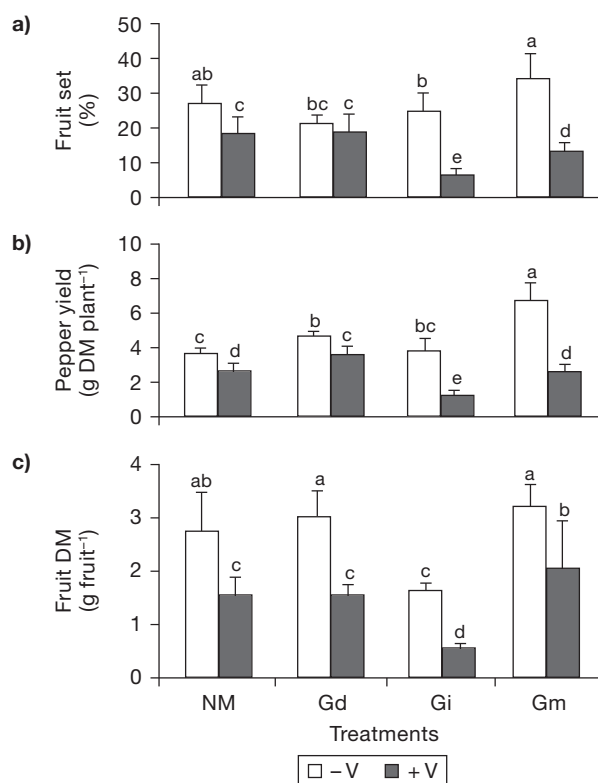 a)
Fruit set
(%)
50
40
30
20
10
0
ab
c
bc
c
b
e
a
d
b)
Pepper yield
(g DM plant⁻¹)
10
8
6
4
2
0
c
d
b
c
bc
e
a
d
c)
Fruit DM
(g fruit⁻¹)
4
3
2
1
0
ab
c
a
c
c
d
a
b
NM Gd Gi Gm
Treatments
– V + V